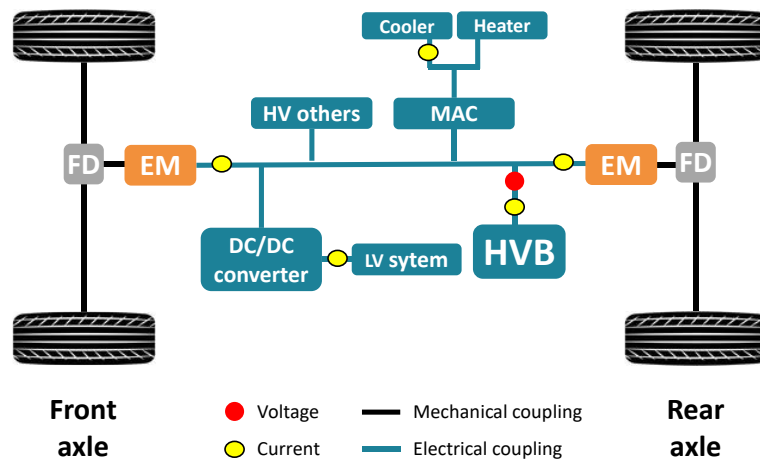 Cooler
Heater
HV others
MAC
FD
EM
EM
FD
DC/DC
converter
LV sytem
HVB
Front
axle
Voltage
Mechanical coupling
Current
Electrical coupling
Rear
axle